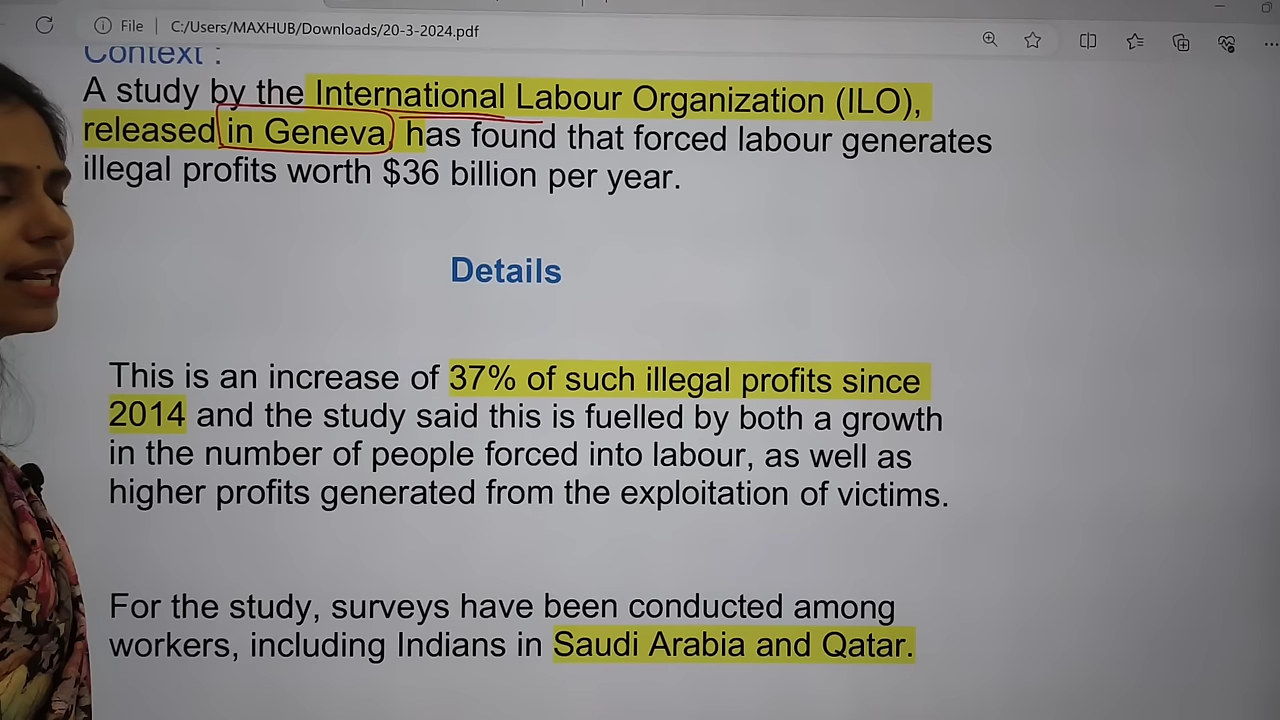 File
C:/Users/MAXHUB/Downloads/20-3-2024.pdf
Context :
A study by the International Labour Organization (ILO),
released in Geneva, has found that forced labour generates
illegal profits worth $36 billion per year.
Details
This is an increase of 37% of such illegal profits since
2014 and the study said this is fuelled by both a growth
in the number of people forced into labour, as well as
higher profits generated from the exploitation of victims.
For the study, surveys have been conducted among
workers, including Indians in Saudi Arabia and Qatar.